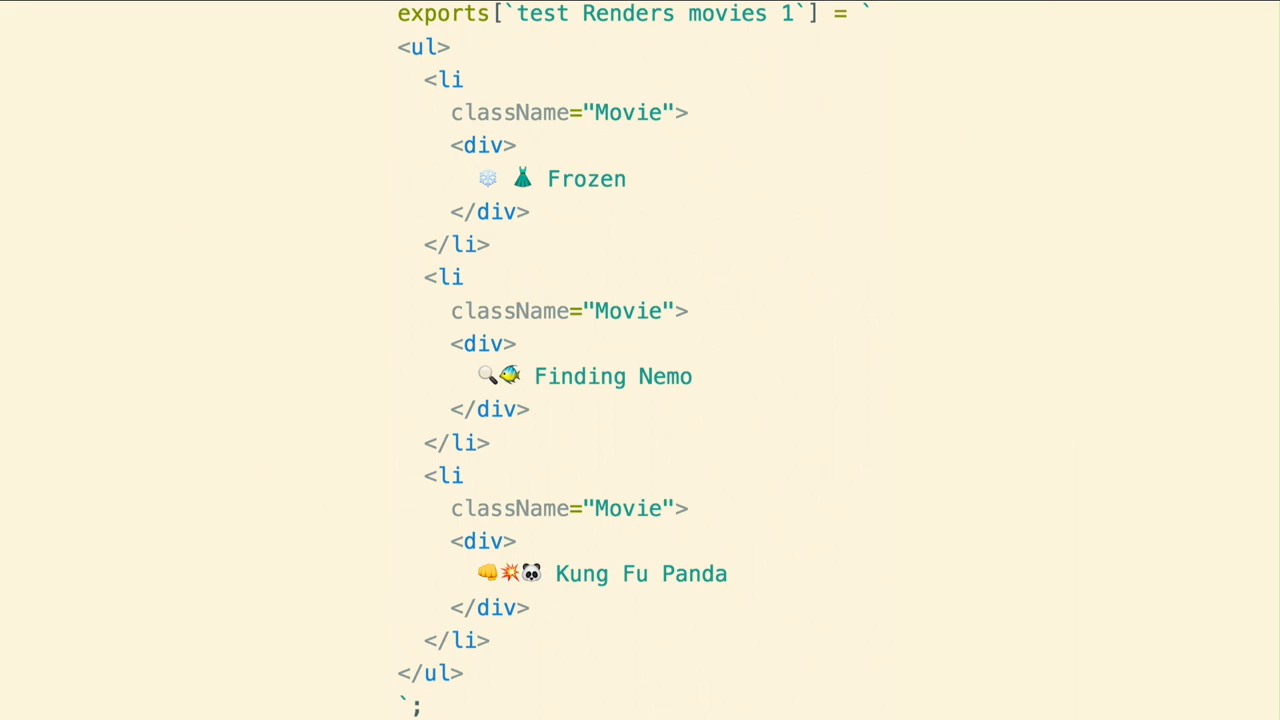 exports[`test Renders movies 1`] = `
<ul>
  <li
    className="Movie">
    <div>
      ❄️ 👗 Frozen
    </div>
  </li>
  <li
    className="Movie">
    <div>
      🔍🐠 Finding Nemo
    </div>
  </li>
  <li
    className="Movie">
    <div>
      👊💥🐼 Kung Fu Panda
    </div>
  </li>
</ul>
`;